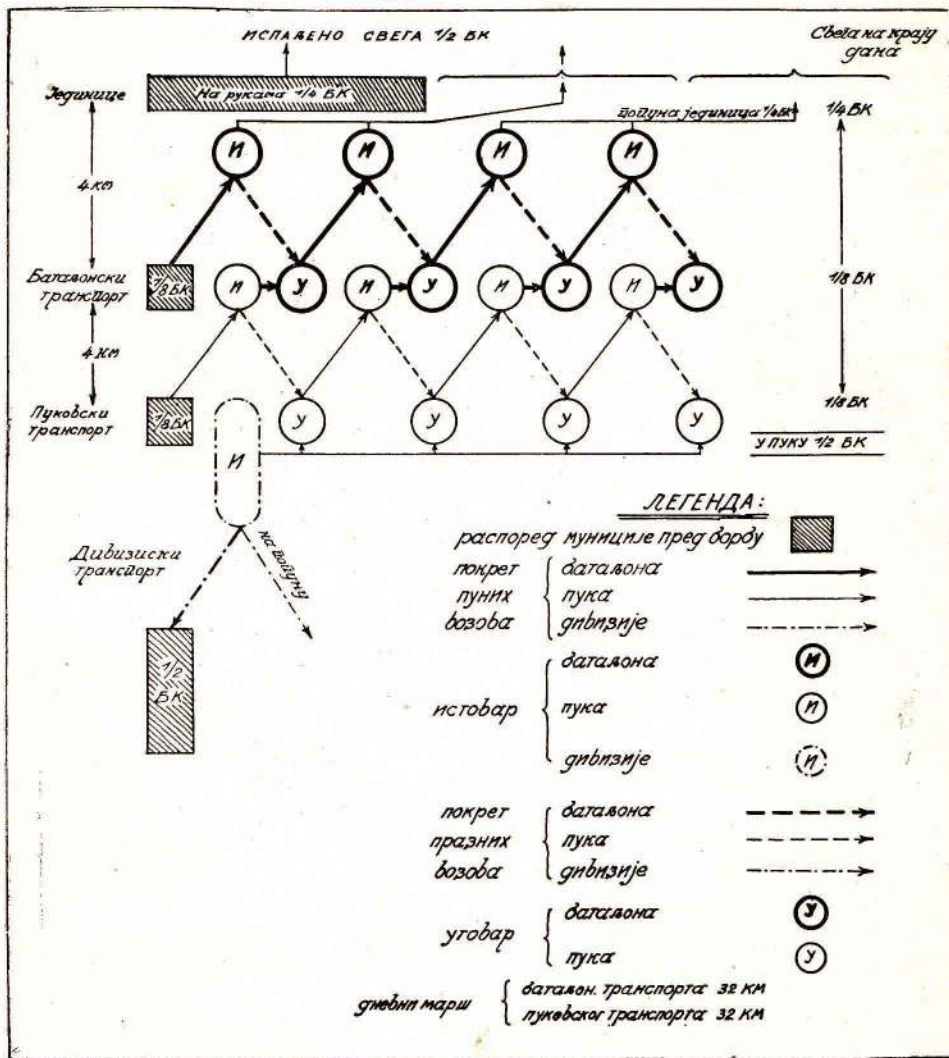 ИСПАЉЕНО СВЕГА 1/2 БК
Свега на крају
дана
Јединице
На рукама 1/4 БК
попуна јединица 1/4 БК
1/4 БК
И И И И
4 км
Батаљонски
транспорт
1/8 БК
И У И У И У И У
1/8 БК
4 КМ
Пуковски
транспорт
1/8 БК
У У У У
1/8 БК
У ПУКУ 1/2 БК
И
на попуну
Дивизиски
транспорт
1/2
БК
ЛЕГЕНДА:
распоред муниције пред борбу
покрет батаљона
пуних пука
возова дивизије
батаљона И
истовар пука И
дивизије И
покрет батаљона
празних пука
возова дивизије
батаљона У
утовар
пука У
дневни марш
батаљон. транспорта 32 КМ
пуковског транспорта 32 КМ